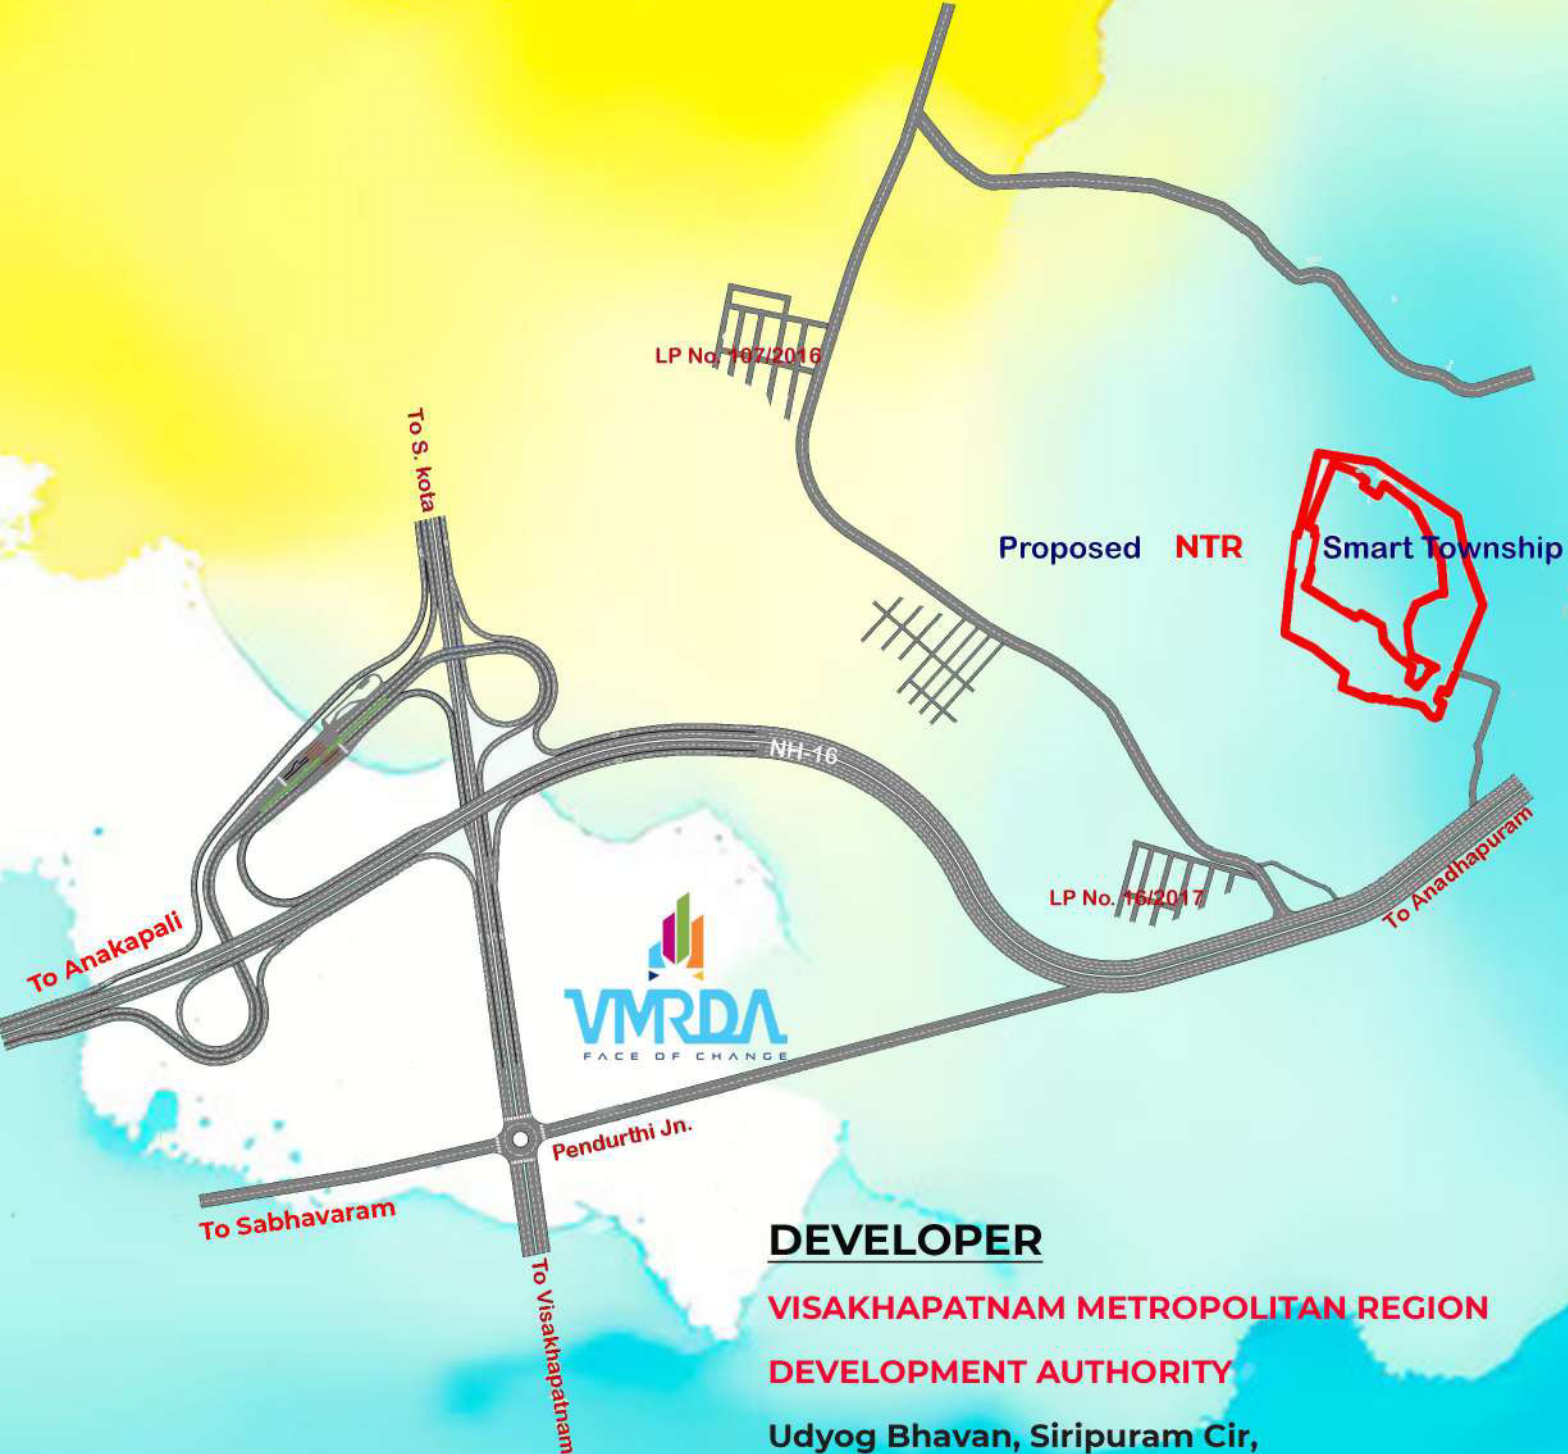 LP No. 107/2016
To S. kota
Proposed NTR Smart Township
NH-16
LP No. 16/2017
To Anadhapuram
To Anakapali
VMRDA
FACE OF CHANGE
Pendurthi Jn.
To Sabhavaram
To Visakhapatnam
DEVELOPER
VISAKHAPATNAM METROPOLITAN REGION
DEVELOPMENT AUTHORITY
Udyog Bhavan, Siripuram Cir,